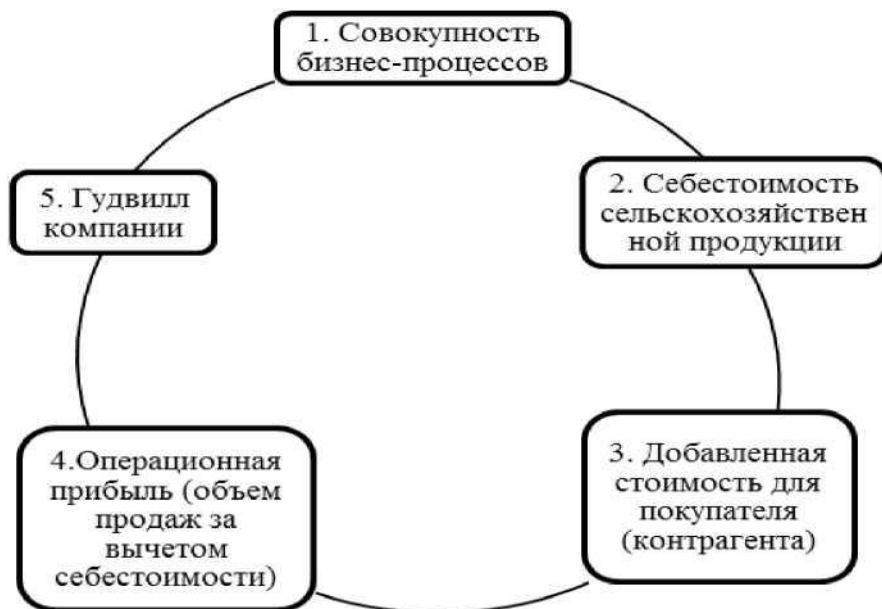 1. Совокупность
бизнес-процессов
2. Себестоимость
сельскохозяйствен
ной продукции
3. Добавленная
стоимость для
покупателя
(контрагента)
4.Операционная
прибыль (объем
продаж за
вычетом
себестоимости)
5. Гудвилл
компании